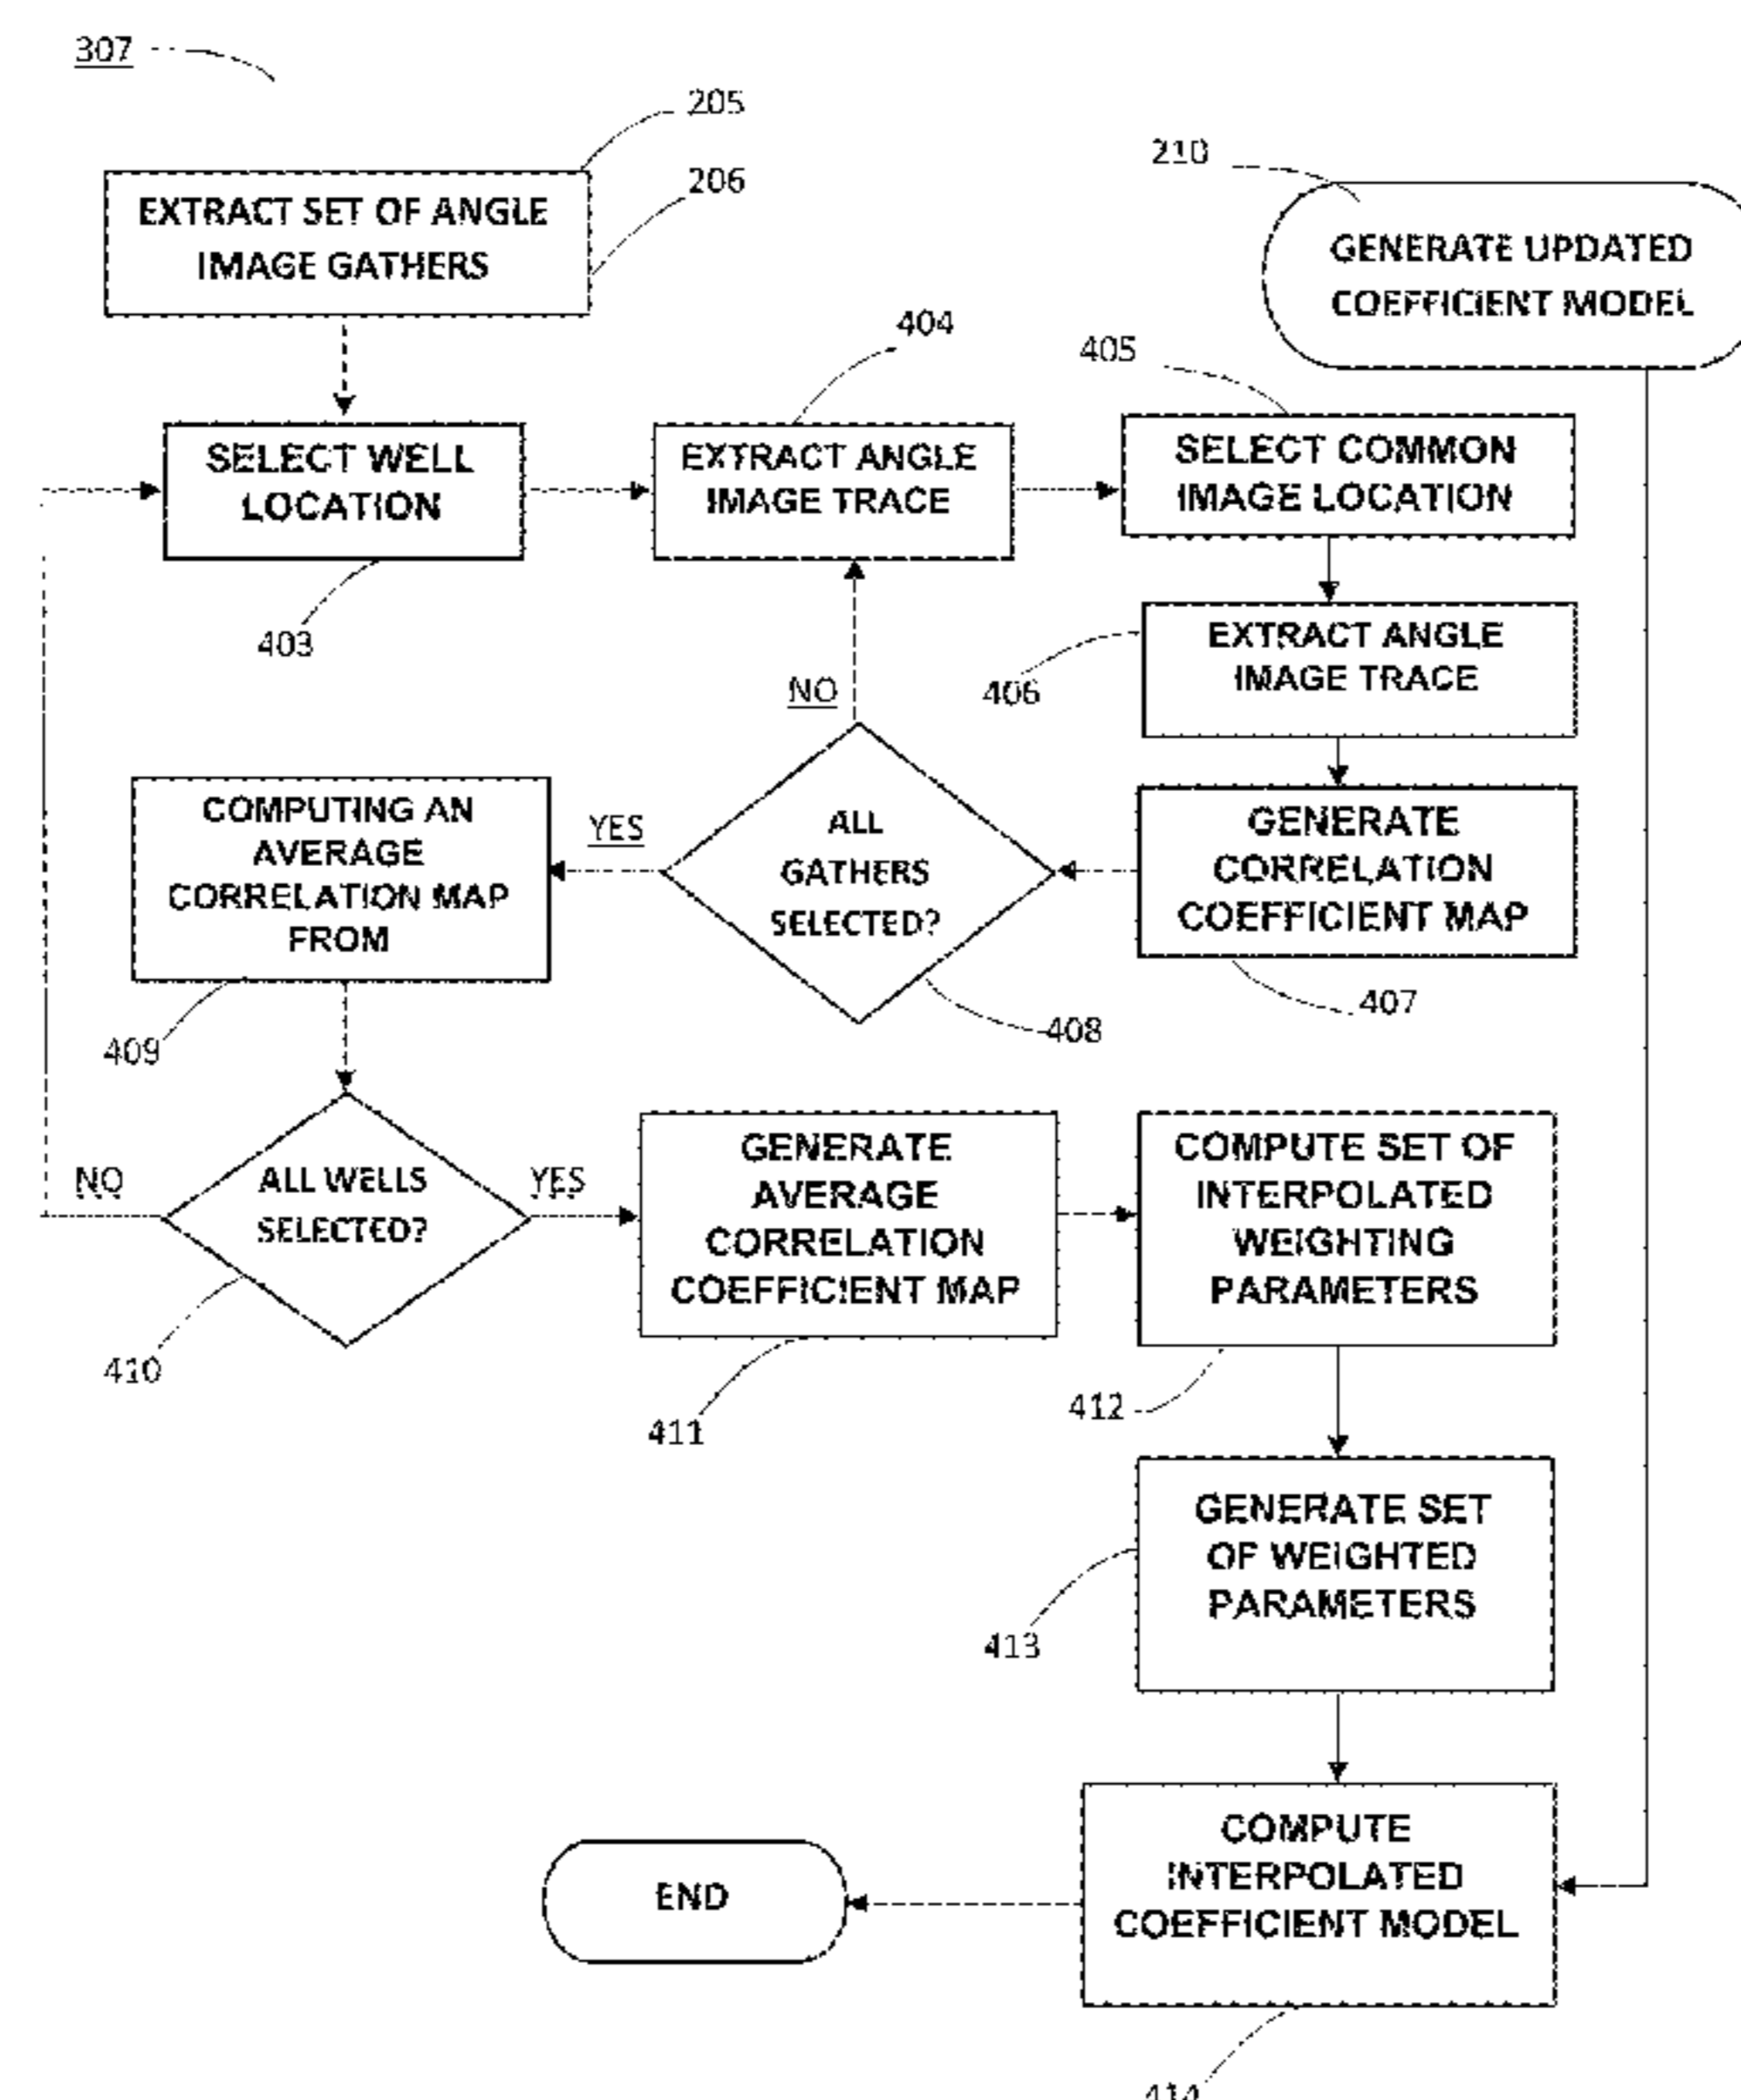 307
205
EXTRACT SET OF ANGLE
IMAGE GATHERS
206
210
GENERATE UPDATED
COEFFICIENT MODEL
404
405
SELECT WELL
LOCATION
403
EXTRACT ANGLE
IMAGE TRACE
SELECT COMMON
IMAGE LOCATION
EXTRACT ANGLE
IMAGE TRACE
406
NO
COMPUTING AN
AVERAGE
CORRELATION MAP
FROM
409
YES
ALL
GATHERS
SELECTED?
408
GENERATE
CORRELATION
COEFFICIENT MAP
407
NO
ALL WELLS
SELECTED?
410
YES
GENERATE
AVERAGE
CORRELATION
COEFFICIENT MAP
411
COMPUTE SET OF
INTERPOLATED
WEIGHTING
PARAMETERS
412
GENERATE SET
OF WEIGHTED
PARAMETERS
413
END
COMPUTE
INTERPOLATED
COEFFICIENT MODEL
414